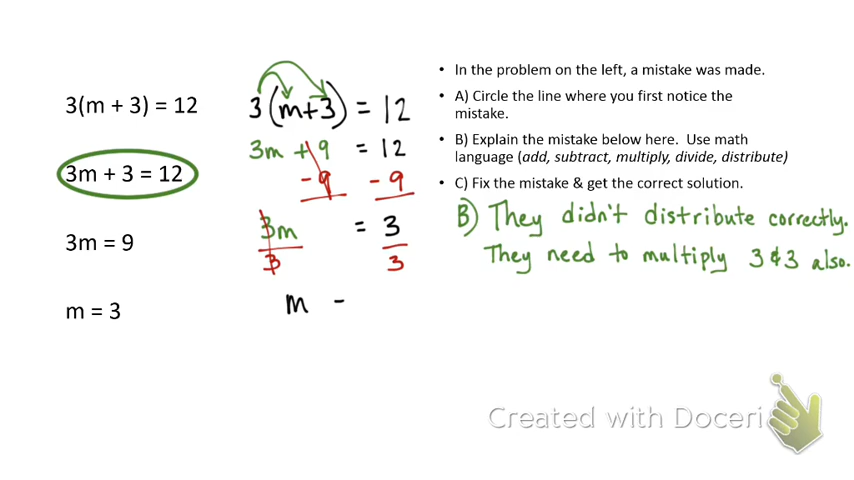 3(m + 3) = 12
3m + 3 = 12
3m = 9
m = 3
3(m+3) = 12
3m + 9 = 12
-9 -9
3m = 3
3 3
m -
• In the problem on the left, a mistake was made.
• A) Circle the line where you first notice the
mistake.
• B) Explain the mistake below here. Use math
language (add, subtract, multiply, divide, distribute)
• C) Fix the mistake & get the correct solution.
B) They didn't distribute correctly.
They need to multiply 3 & 3 also.
Created with Doceri